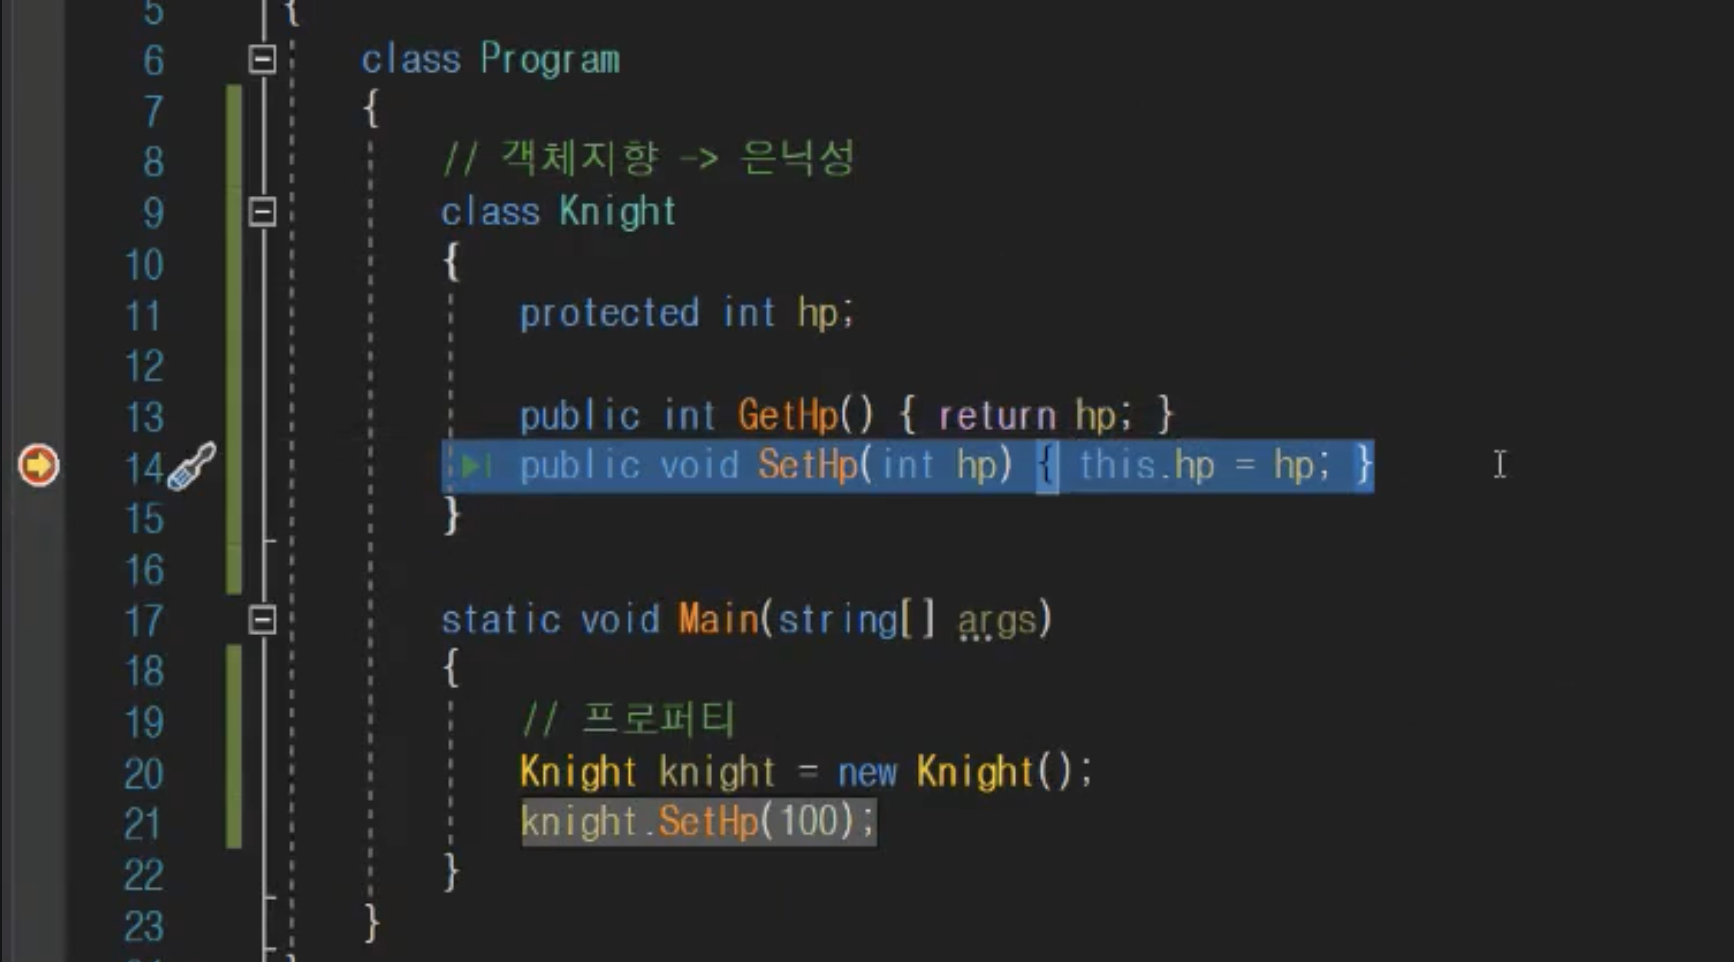 5 {
6 class Program
7 {
8 // 객체지향 -> 은닉성
9 class Knight
10 {
11 protected int hp;
12
13 public int GetHp() { return hp; }
14 public void SetHp(int hp) { this.hp = hp; }
15 }
16
17 static void Main(string[] args)
18 {
19 // 프로퍼티
20 Knight knight = new Knight();
21 knight.SetHp(100);
22 }
23 }